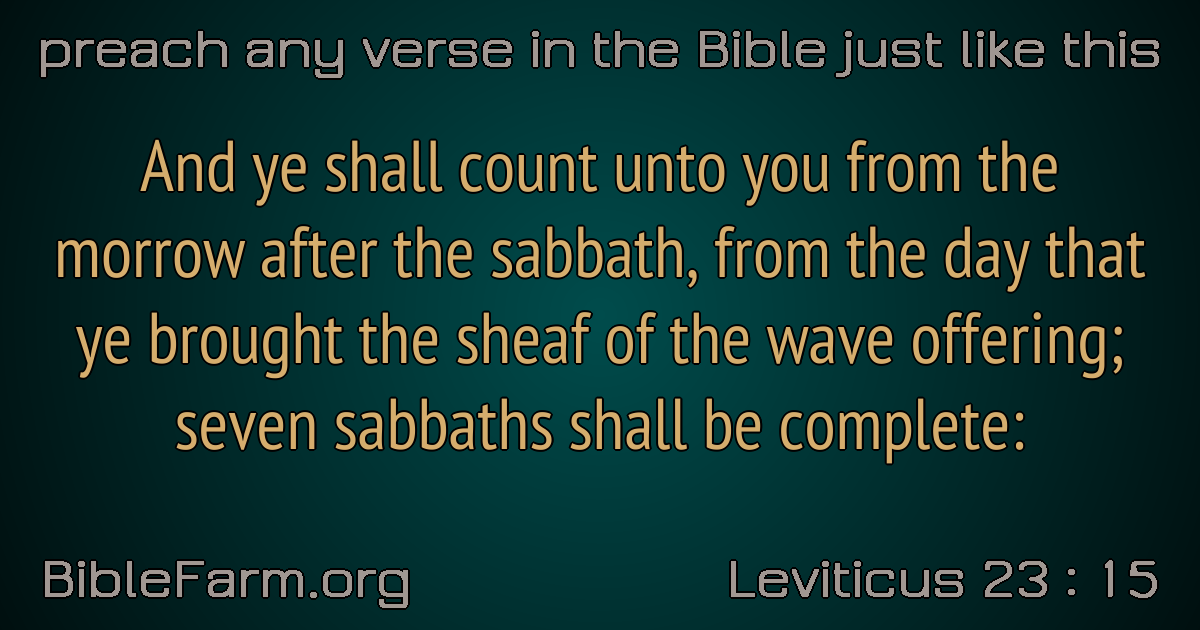 preach any verse in the Bible just like this
And ye shall count unto you from the
morrow after the sabbath, from the day that
ye brought the sheaf of the wave offering;
seven sabbaths shall be complete:
BibleFarm.org
Leviticus 23 : 15